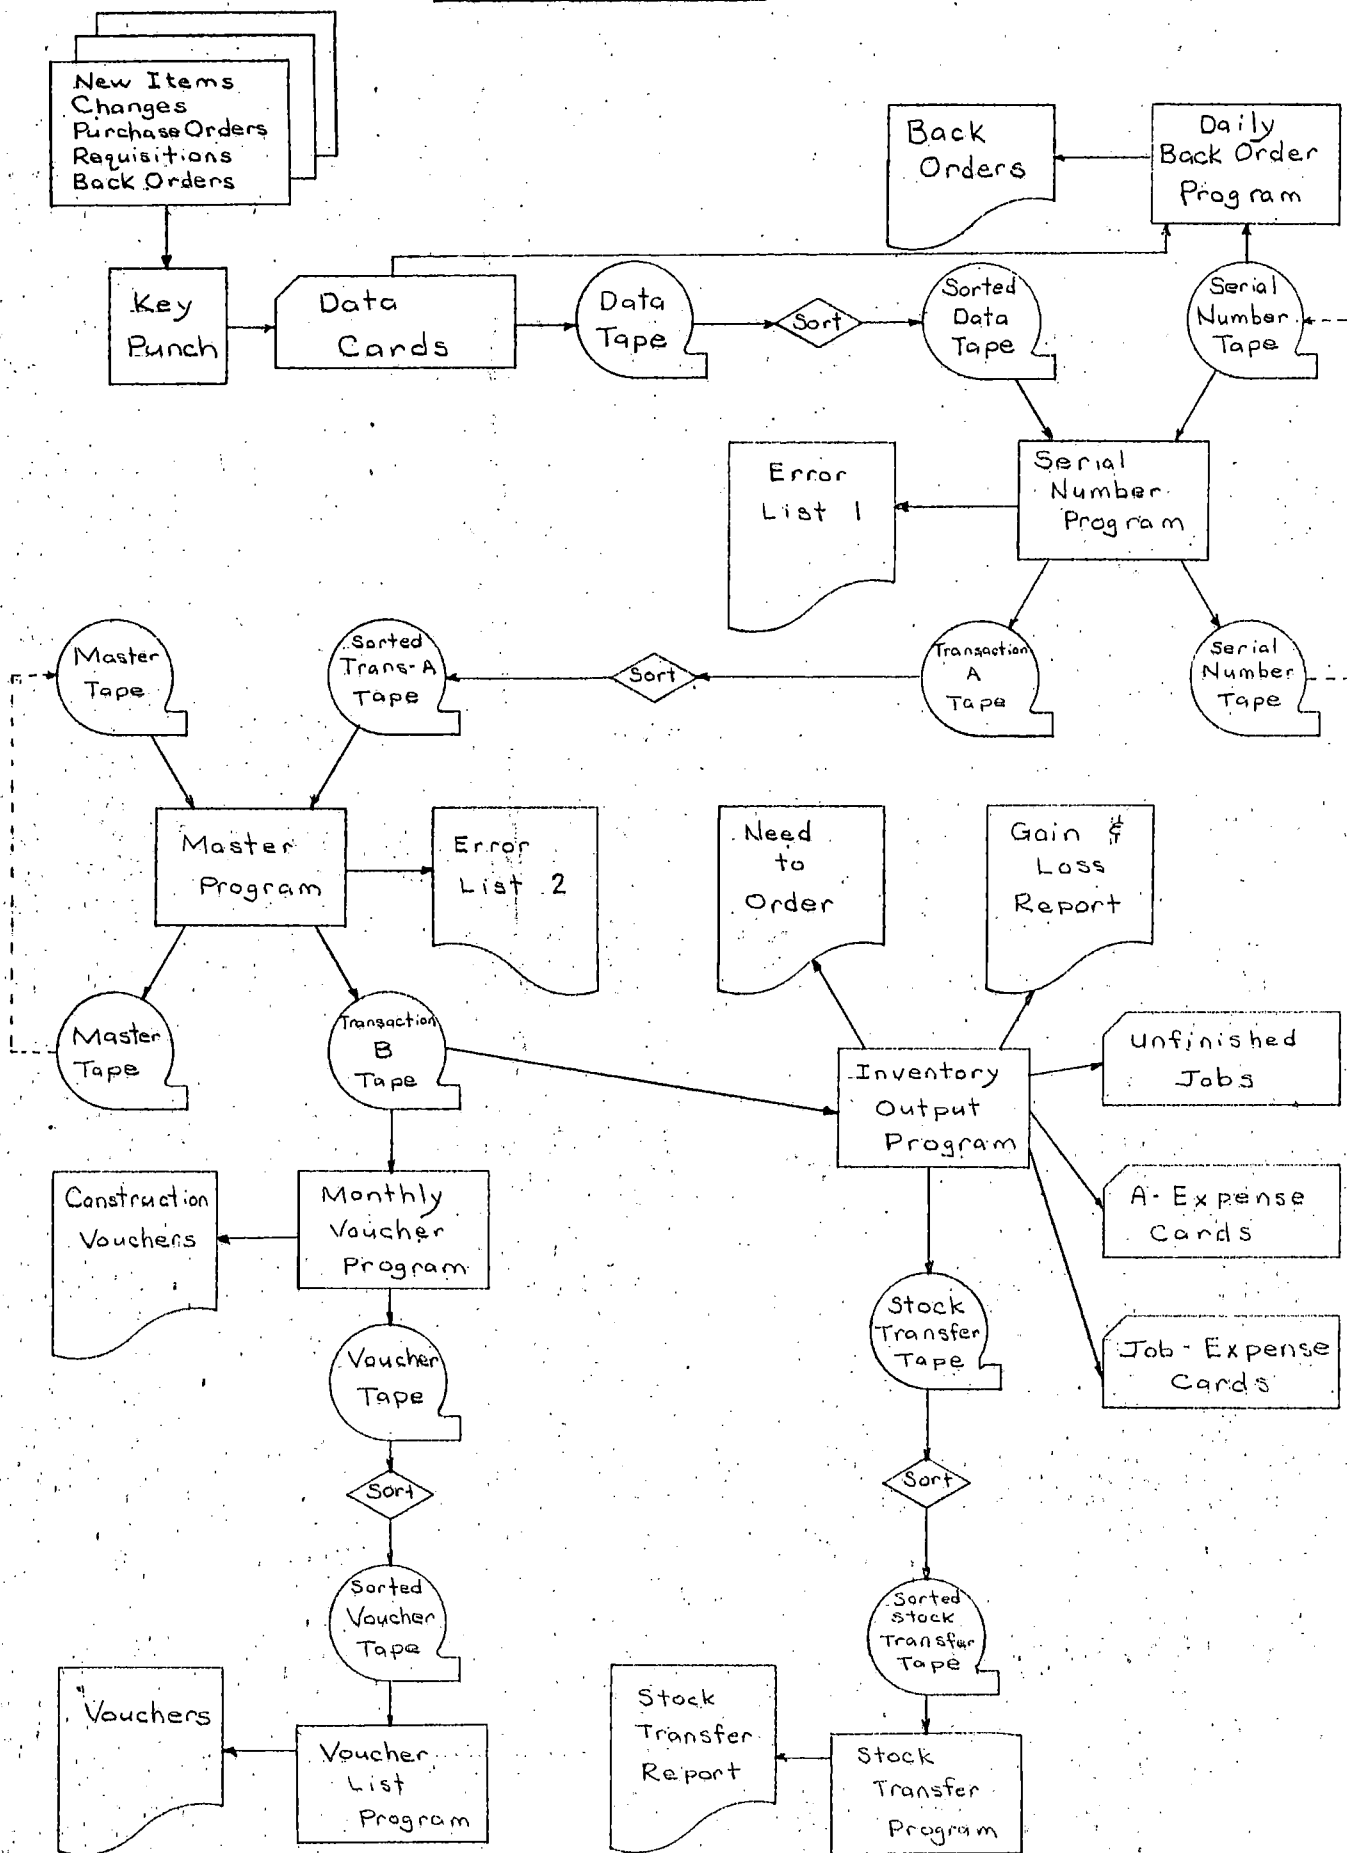 New Items
Changes
Purchase Orders
Requisitions
Back Orders
Back
Orders
Daily
Back Order
Program
Key
Punch
Data
Cards
Data
Tape
Sort
Sorted
Data
Tape
Serial
Number
Tape
Error
List 1
Serial
Number
Program
Master
Tape
Sorted
Trans-A
Tape
Sort
Transaction
A
Tape
Serial
Number
Tape
Master
Program
Error
List 2
Need
to
Order
Gain &
Loss
Report
Master
Tape
Transaction
B
Tape
Inventory
Output
Program
Unfinished
Jobs
A-Expense
Cards
Job-Expense
Cards
Construction
Vouchers
Monthly
Voucher
Program
Stock
Transfer
Tape
Voucher
Tape
Sort
Sort
Sorted
Voucher
Tape
Sorted
Stock
Transfer
Tape
Vouchers
Voucher
List
Program
Stock
Transfer
Report
Stock
Transfer
Program